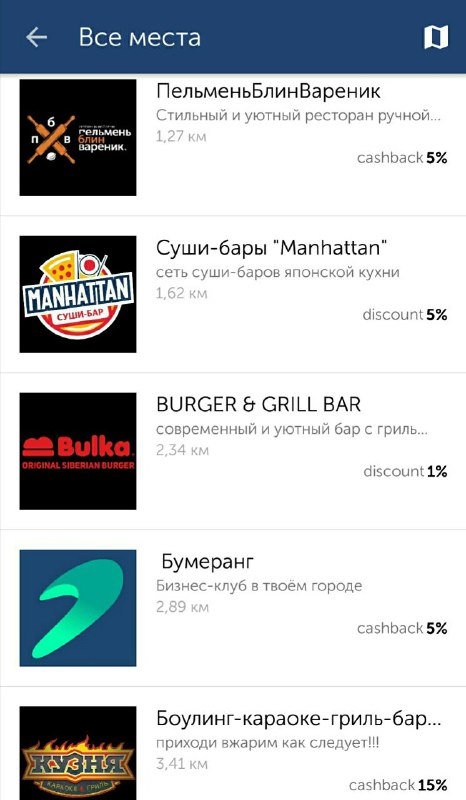 Все места
б
п
в
пельмень
блин
вареник.
ПельменьБлинВареник
Стильный и уютный ресторан ручной...
1,27 км
cashback 5%
MANHATTAN
СУШИ-БАР
Суши-бары "Manhattan"
сеть суши-баров японской кухни
1,62 км
discount 5%
Bulka
ORIGINAL SIBERIAN BURGER
BURGER & GRILL BAR
современный и уютный бар с гриль...
2,34 км
discount 1%
Бумеранг
Бизнес-клуб в твоём городе
2,89 км
cashback 5%
КУЗНЯ
КАРАОКЕ & ГРИЛЬ
Боулинг-караоке-гриль-бар...
приходи вжарим как следует!!!
3,41 км
cashback 15%